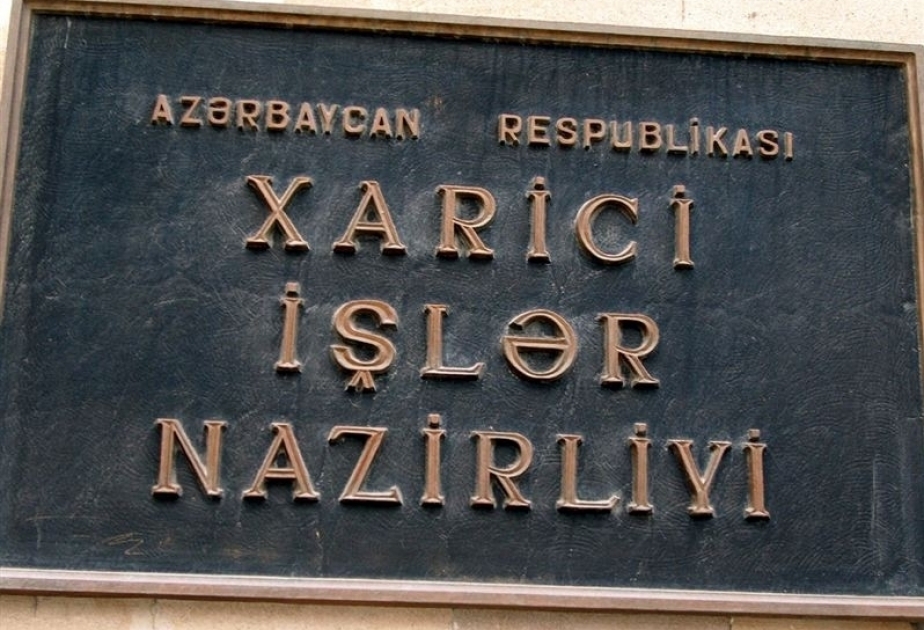 AZƏRBAYCAN RESPUBLİKASI
XARİCİ
İŞLƏR
NAZİRLİYİ